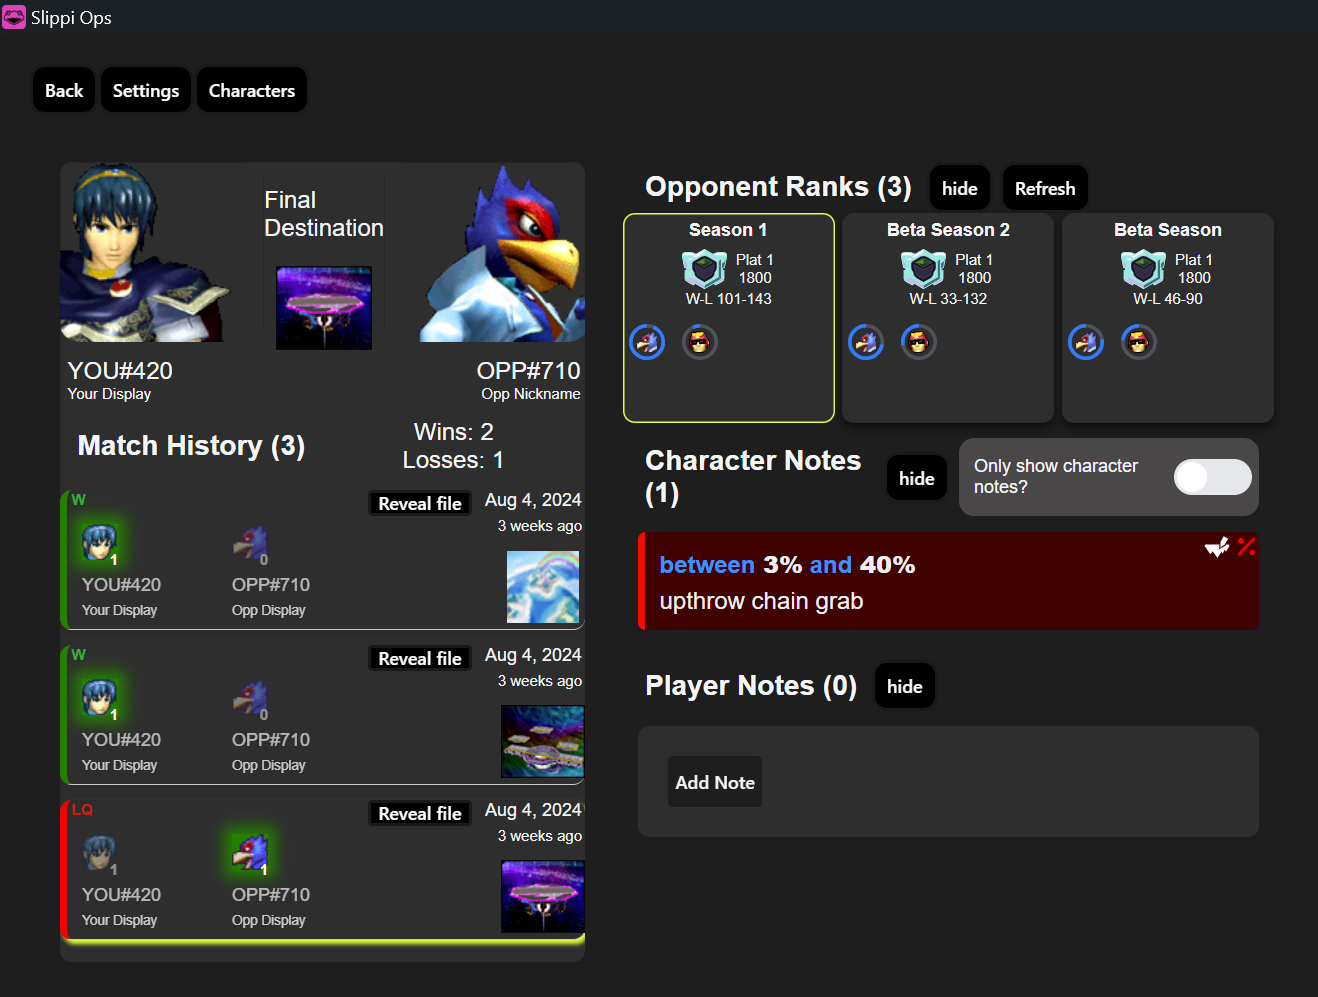 Slippi Ops
Back Settings Characters
Final
Destination
YOU#420
Your Display
OPP#710
Opp Nickname
Match History (3)
Wins: 2
Losses: 1
W
Reveal file
Aug 4, 2024
3 weeks ago
1
0
YOU#420
OPP#710
Your Display
Opp Display
W
Reveal file
Aug 4, 2024
3 weeks ago
1
0
YOU#420
OPP#710
Your Display
Opp Display
LQ
Reveal file
Aug 4, 2024
3 weeks ago
1
1
YOU#420
OPP#710
Your Display
Opp Display
Opponent Ranks (3)
hide
Refresh
Season 1
Plat 1
1800
W-L 101-143
Beta Season 2
Plat 1
1800
W-L 33-132
Beta Season
Plat 1
1800
W-L 46-90
Character Notes
(1)
hide
Only show character
notes?
between 3% and 40%
upthrow chain grab
Player Notes (0)
hide
Add Note